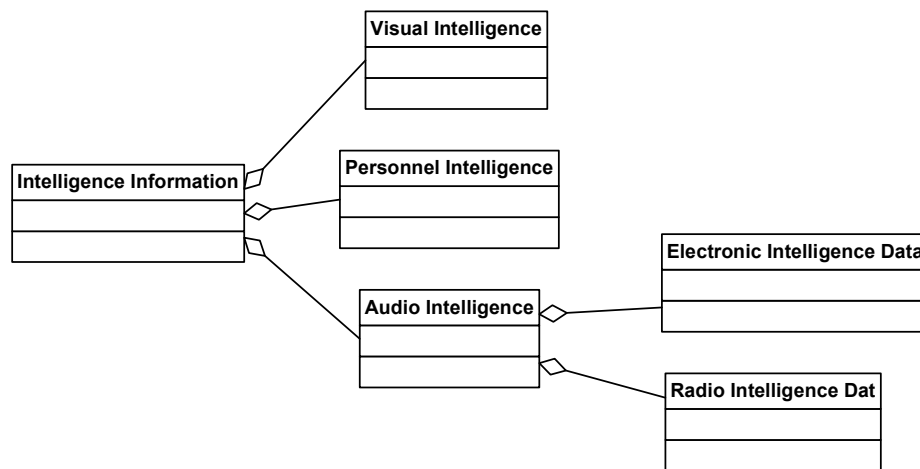 Visual Intelligence
Intelligence Information
Personnel Intelligence
Audio Intelligence
Electronic Intelligence Data
Radio Intelligence Dat